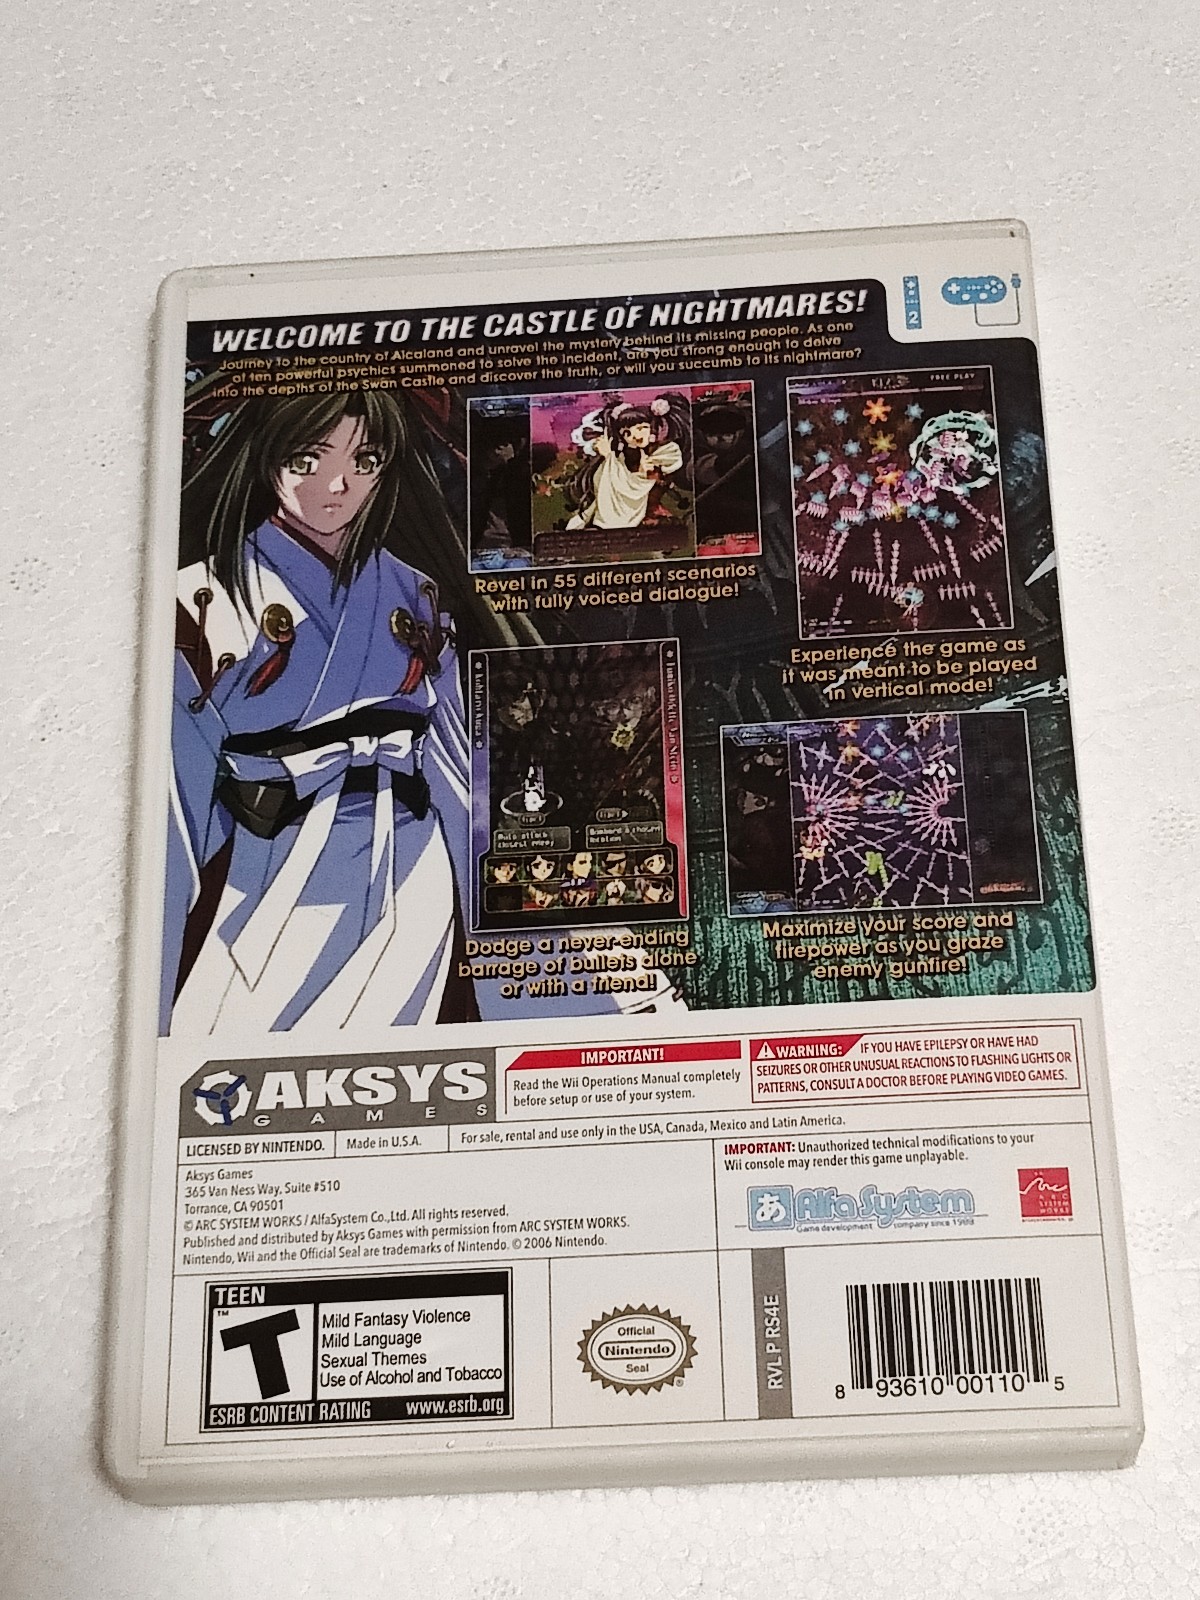 2
WELCOME TO THE CASTLE OF NIGHTMARES!
Journey to the country of Alcaland and unravel the mystery behind its missing people. As one
of ten powerful psychics summoned to solve the incident, are you strong enough to delve
into the depths of the Swan Castle and discover the truth, or will you succumb to its nightmare?
FREE PLAY
Revel in 55 different scenarios
with fully voiced dialogue!
Experience the game as
it was meant to be played
in vertical mode!
Auto attack
closest enemy
Bombard a chosen
location
Dodge a never-ending
barrage of bullets alone
or with a friend!
Maximize your score and
firepower as you graze
enemy gunfire!
AKSYS
GAMES
IMPORTANT!
Read the Wii Operations Manual completely
before setup or use of your system.
WARNING: IF YOU HAVE EPILEPSY OR HAVE HAD
SEIZURES OR OTHER UNUSUAL REACTIONS TO FLASHING LIGHTS OR
PATTERNS, CONSULT A DOCTOR BEFORE PLAYING VIDEO GAMES.
LICENSED BY NINTENDO.
Made in U.S.A.
For sale, rental and use only in the USA, Canada, Mexico and Latin America.
Aksys Games
365 Van Ness Way, Suite #510
Torrance, CA 90501
© ARC SYSTEM WORKS / AlfaSystem Co.,Ltd. All rights reserved.
Published and distributed by Aksys Games with permission from ARC SYSTEM WORKS.
Nintendo, Wii and the Official Seal are trademarks of Nintendo. © 2006 Nintendo.
IMPORTANT: Unauthorized technical modifications to your
Wii console may render this game unplayable.
あ Alfa System
Game development company since 1988
ARC
SYSTEM
WORKS
TEEN
T™
Mild Fantasy Violence
Mild Language
Sexual Themes
Use of Alcohol and Tobacco
ESRB CONTENT RATING www.esrb.org
Official
Nintendo
Seal
®
RVL P RS4E
8 93610 00110 5